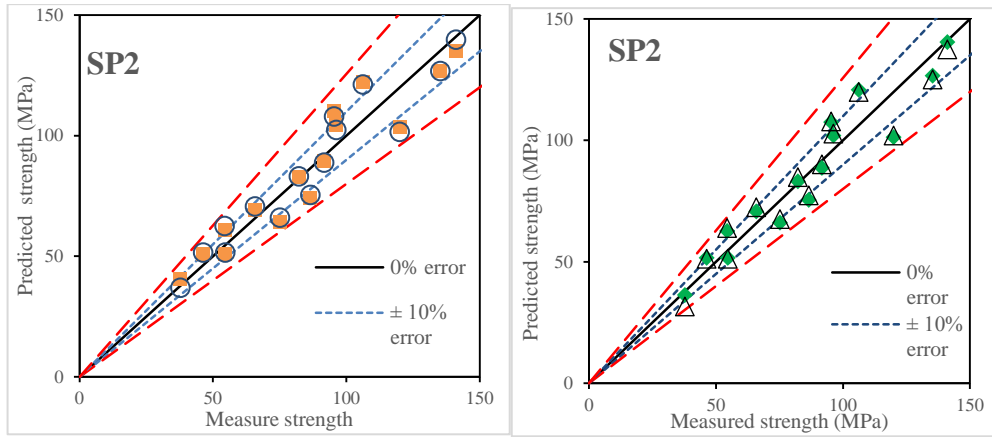 150
SP2
100
50
0
Predicted strength (MPa)
0% error
± 10%
error
0
50
100
150
Measure strength
150
SP2
100
50
0
Predicted strength (MPa)
0%
error
± 10%
error
0
50
100
150
Measured strength (MPa)